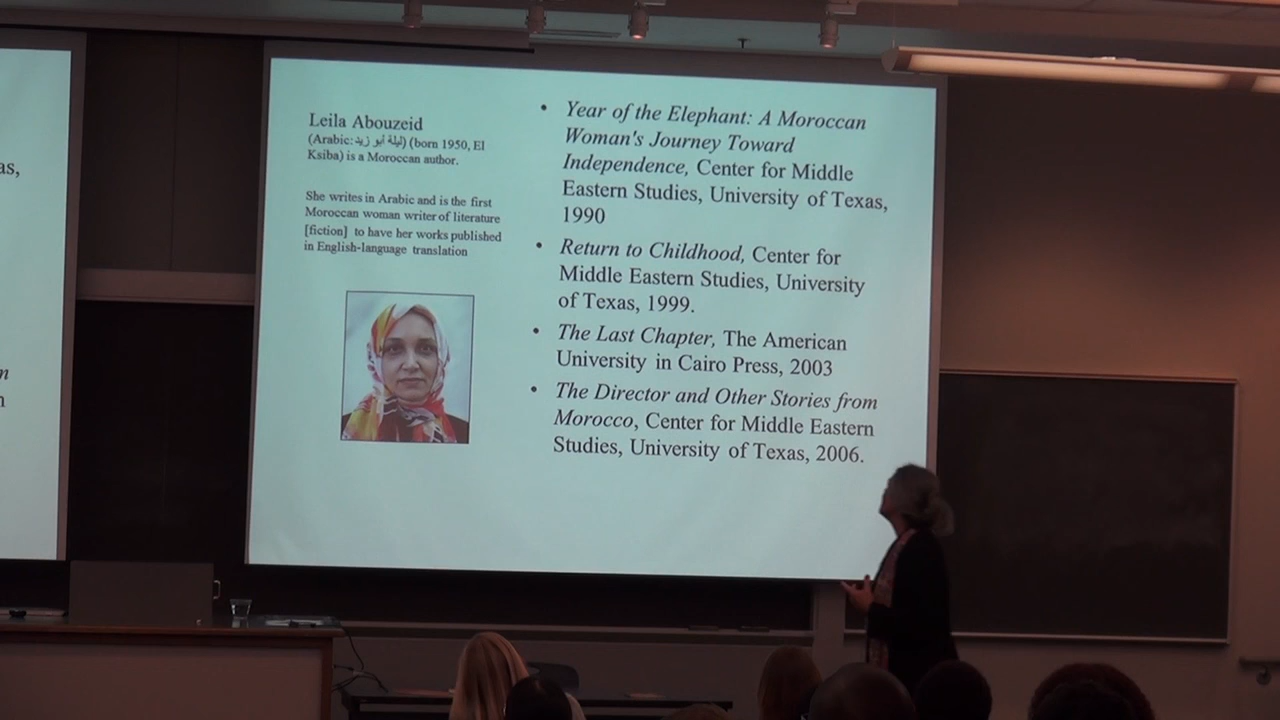 as,
n
n
Leila Abouzeid
(Arabic: ليلة أبو زيد) (born 1950, El
Ksiba) is a Moroccan author.
She writes in Arabic and is the first
Moroccan woman writer of literature
[fiction] to have her works published
in English-language translation
• Year of the Elephant: A Moroccan
Woman's Journey Toward
Independence, Center for Middle
Eastern Studies, University of Texas,
1990
• Return to Childhood, Center for
Middle Eastern Studies, University
of Texas, 1999.
• The Last Chapter, The American
University in Cairo Press, 2003
• The Director and Other Stories from
Morocco, Center for Middle Eastern
Studies, University of Texas, 2006.